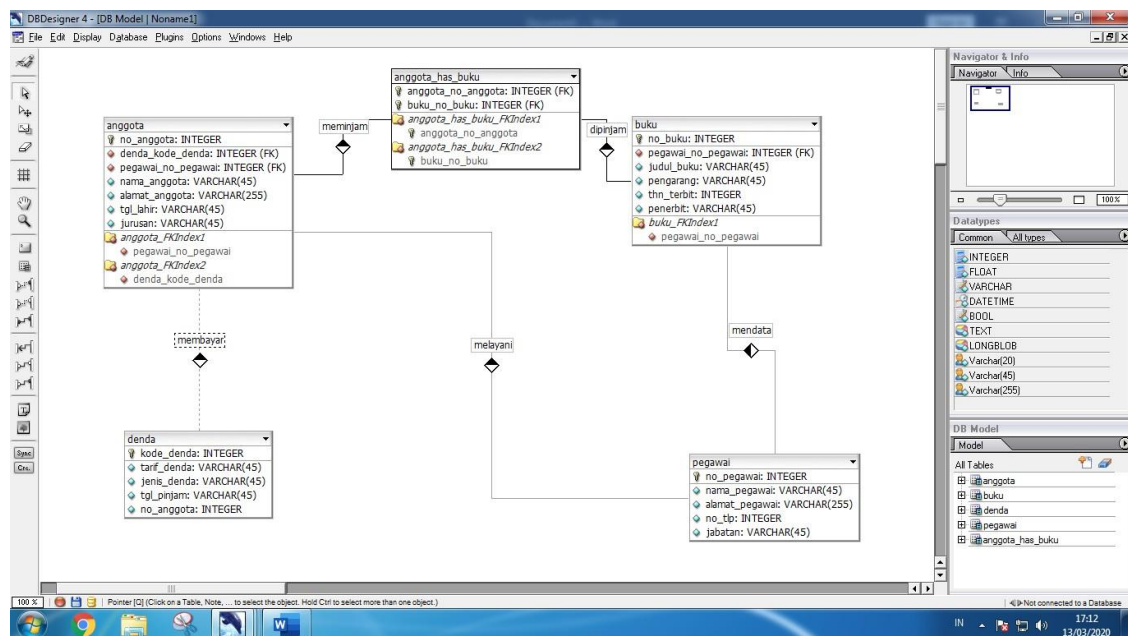 DBDesigner 4 - [DB Model | Noname1]
File Edit Display Database Plugins Options Windows Help
anggota_has_buku
anggota_no_anggota: INTEGER (FK)
buku_no_buku: INTEGER (FK)
anggota_has_buku_FKIndex1
anggota_no_anggota
anggota_has_buku_FKIndex2
buku_no_buku
meminjam
dipinjam
anggota
no_anggota: INTEGER
denda_kode_denda: INTEGER (FK)
pegawai_no_pegawai: INTEGER (FK)
nama_anggota: VARCHAR(45)
alamat_anggota: VARCHAR(255)
tgl_lahir: VARCHAR(45)
jurusan: VARCHAR(45)
anggota_FKIndex1
pegawai_no_pegawai
anggota_FKIndex2
denda_kode_denda
buku
no_buku: INTEGER
pegawai_no_pegawai: INTEGER (FK)
judul_buku: VARCHAR(45)
pengarang: VARCHAR(45)
thn_terbit: INTEGER
penerbit: VARCHAR(45)
buku_FKIndex1
pegawai_no_pegawai
membayar
melayani
mendata
denda
kode_denda: INTEGER
tarif_denda: VARCHAR(45)
jenis_denda: VARCHAR(45)
tgl_pinjam: VARCHAR(45)
no_anggota: INTEGER
pegawai
no_pegawai: INTEGER
nama_pegawai: VARCHAR(45)
alamat_pegawai: VARCHAR(255)
no_tlp: INTEGER
jabatan: VARCHAR(45)
Navigator & Info
Navigator Info
100 %
Datatypes
Common All types
INTEGER
FLOAT
VARCHAR
DATETIME
BOOL
TEXT
LONGBLOB
Varchar(20)
Varchar(45)
Varchar(255)
DB Model
Model
All Tables
anggota
buku
denda
pegawai
anggota_has_buku
Sync
100 % Pointer [Q] (Click on a Table, Note, ... to select the object. Hold Ctrl to select more than one object.) Not connected to a Database
IN 17:12
13/03/2020